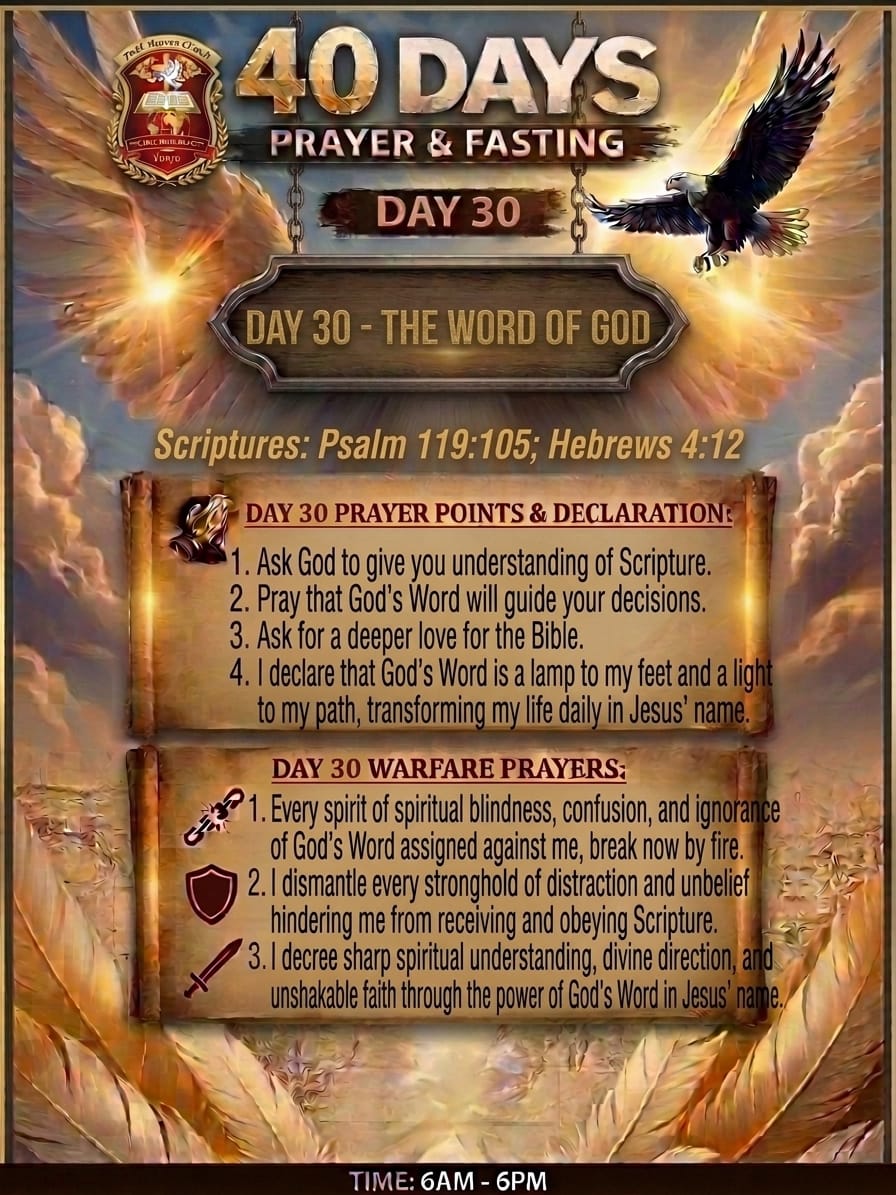 40 DAYS
PRAYER & FASTING
DAY 30
DAY 30 - THE WORD OF GOD
Scriptures: Psalm 119:105; Hebrews 4:12
DAY 30 PRAYER POINTS & DECLARATION:
1. Ask God to give you understanding of Scripture.
2. Pray that God's Word will guide your decisions.
3. Ask for a deeper love for the Bible.
4. I declare that God's Word is a lamp to my feet and a light
to my path, transforming my life daily in Jesus' name.
DAY 30 WARFARE PRAYERS:
1. Every spirit of spiritual blindness, confusion, and ignorance
of God's Word assigned against me, break now by fire.
2. I dismantle every stronghold of distraction and unbelief
hindering me from receiving and obeying Scripture.
3. I decree sharp spiritual understanding, divine direction, and
unshakable faith through the power of God's Word in Jesus' name.
TIME: 6AM - 6PM